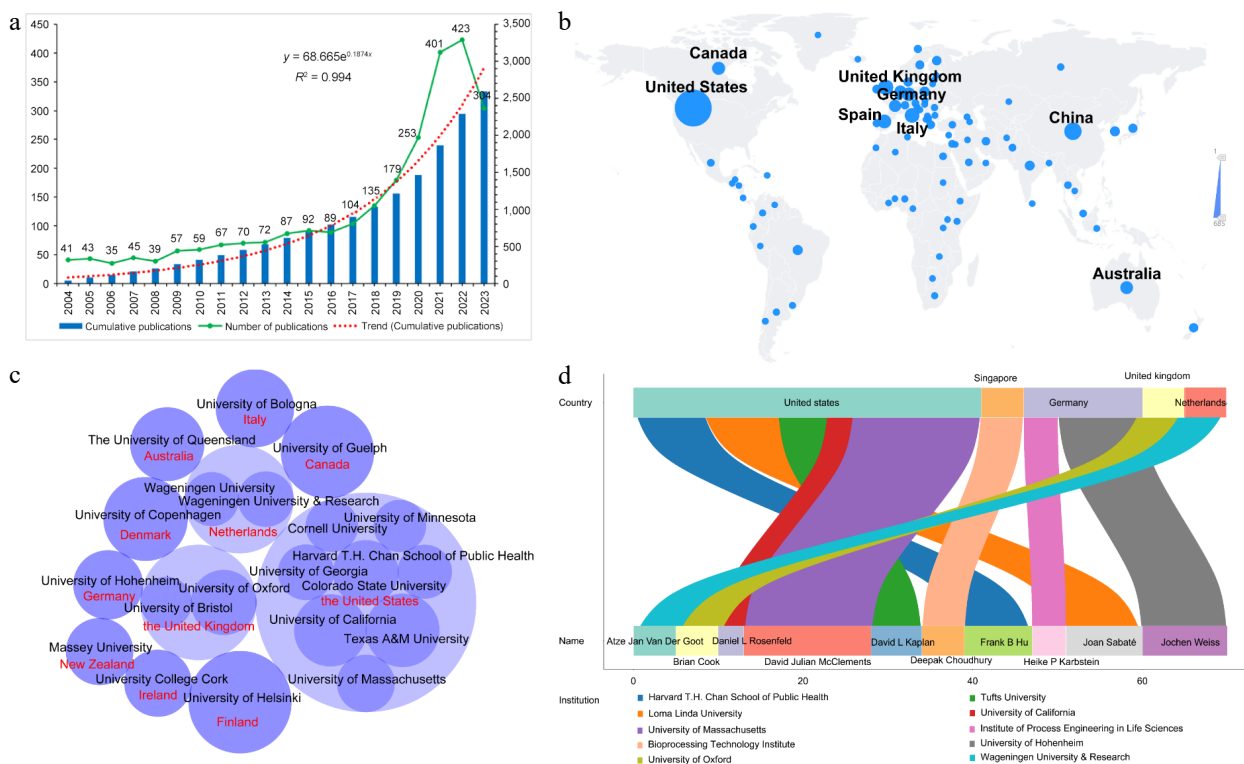 a
450
400
350
300
250
200
150
100
50
0
3,500
3,000
2,500
2,000
1,500
1,000
500
0
y = 68.665e^0.1874x
R² = 0.994
41
43
35
45
39
57
59
67
70
72
87
92
89
104
135
179
253
401
423
304
2004
2005
2006
2007
2008
2009
2010
2011
2012
2013
2014
2015
2016
2017
2018
2019
2020
2021
2022
2023
Cumulative publications
Number of publications
Trend (Cumulative publications)
b
Canada
United States
United Kingdom
Germany
Spain
Italy
China
Australia
1
685
c
University of Bologna
Italy
The University of Queensland
Australia
University of Guelph
Canada
Wageningen University
Wageningen University & Research
University of Copenhagen
Netherlands
Denmark
University of Minnesota
Cornell University
Harvard T.H. Chan School of Public Health
University of Georgia
Colorado State University
the United States
University of California
Texas A&M University
University of Massachusetts
University of Hohenheim
Germany
University of Oxford
University of Bristol
the United Kingdom
Massey University
New Zealand
University College Cork
Ireland
University of Helsinki
Finland
d
Country
United states
Singapore
Germany
United kingdom
Netherlands
Name
Atze Jan Van Der Goot
Brian Cook
Daniel L Rosenfeld
David Julian McClements
David L Kaplan
Deepak Choudhury
Frank B Hu
Heike P Karbstein
Joan Sabaté
Jochen Weiss
0
20
40
60
Institution
Harvard T.H. Chan School of Public Health
Loma Linda University
University of Massachusetts
Bioprocessing Technology Institute
University of Oxford
Tufts University
University of California
Institute of Process Engineering in Life Sciences
University of Hohenheim
Wageningen University & Research